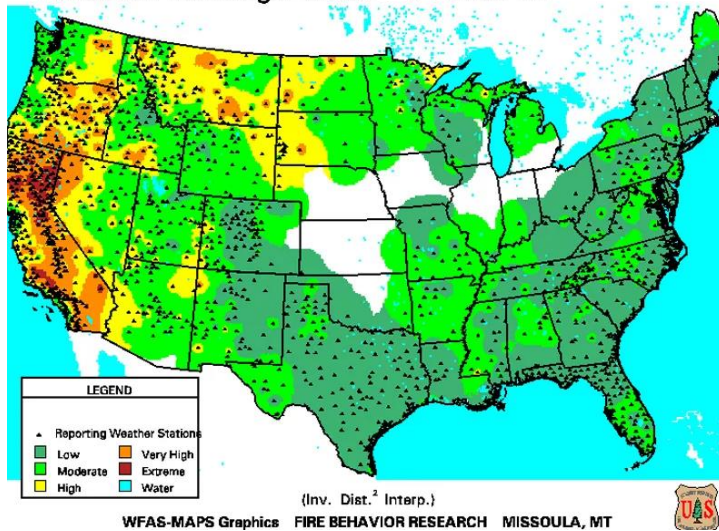 LEGEND
Reporting Weather Stations
Low
Very High
Moderate
Extreme
High
Water
(Inv. Dist.² Interp.)
WFAS-MAPS Graphics FIRE BEHAVIOR RESEARCH MISSOULA, MT
U S